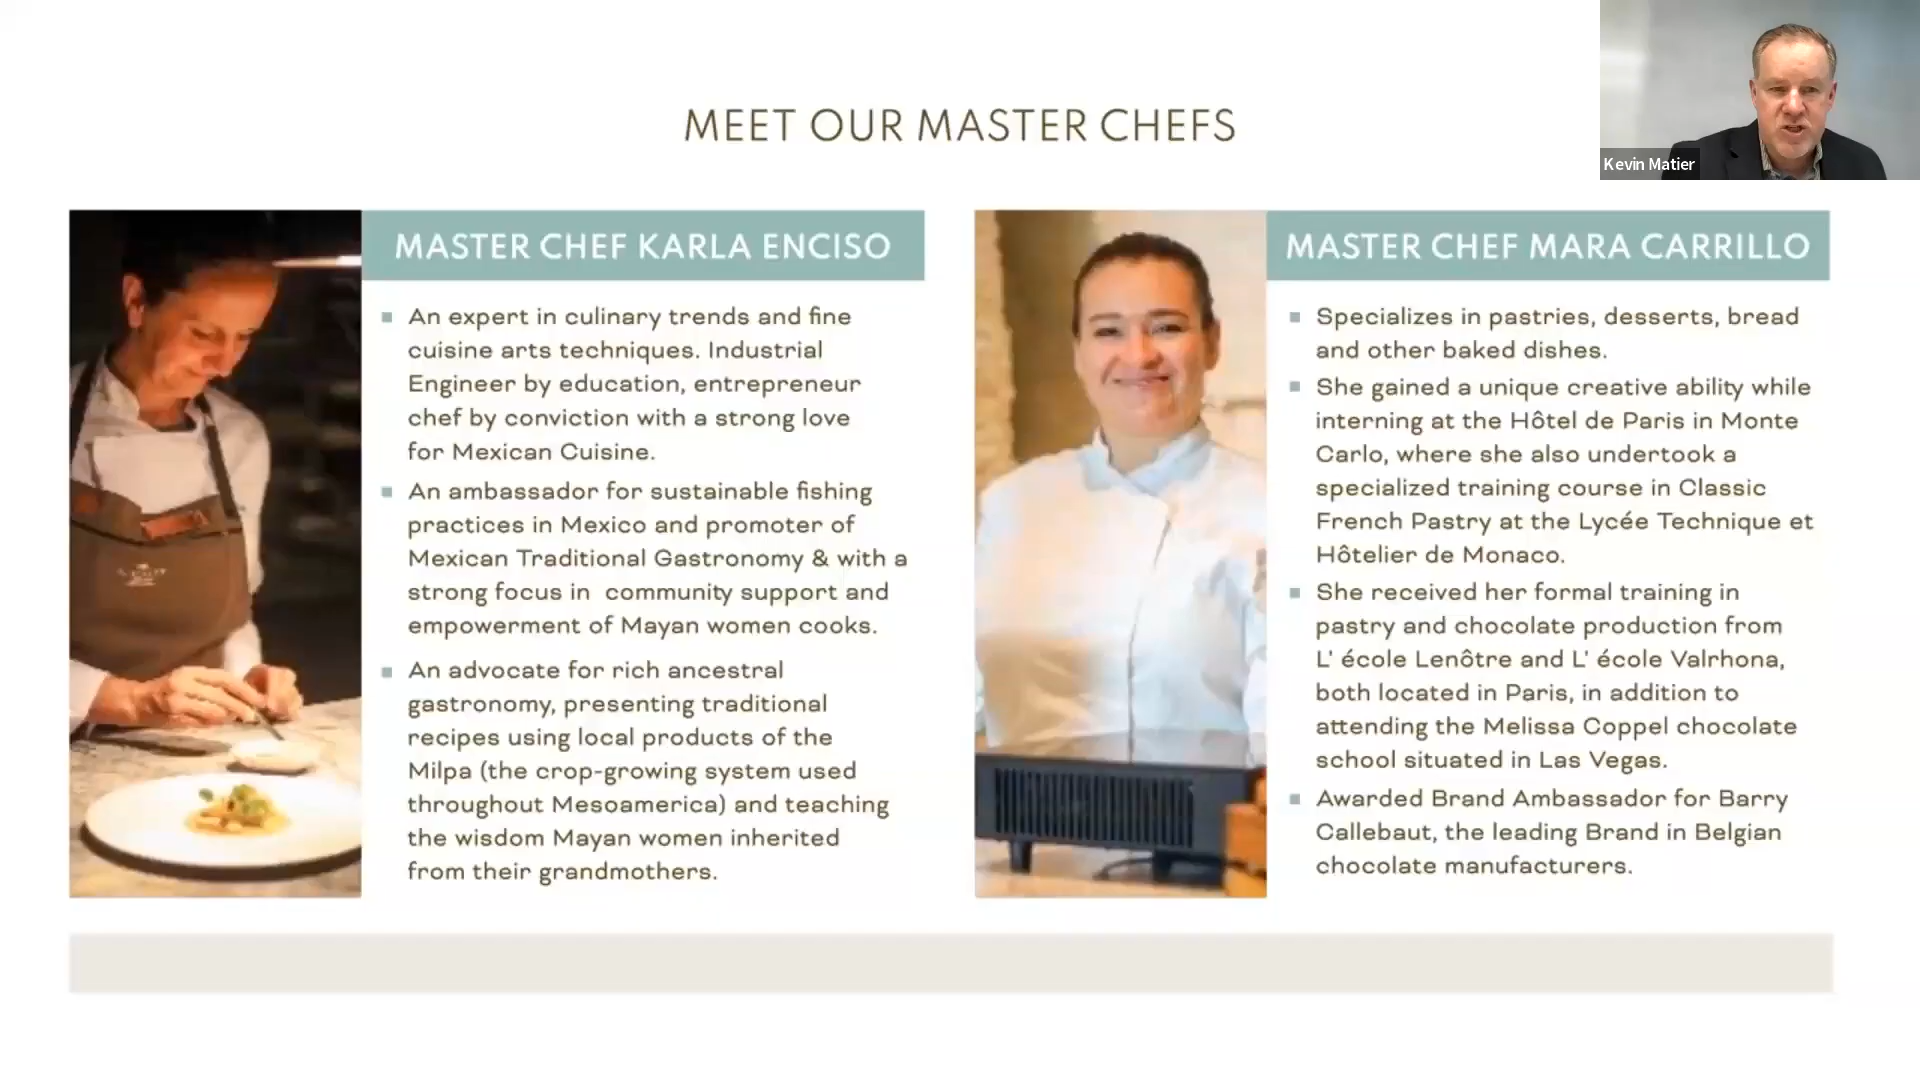 MEET OUR MASTER CHEFS
Kevin Matier
MASTER CHEF KARLA ENCISO
An expert in culinary trends and fine
cuisine arts techniques. Industrial
Engineer by education, entrepreneur
chef by conviction with a strong love
for Mexican Cuisine.
An ambassador for sustainable fishing
practices in Mexico and promoter of
Mexican Traditional Gastronomy & with a
strong focus in community support and
empowerment of Mayan women cooks.
An advocate for rich ancestral
gastronomy, presenting traditional
recipes using local products of the
Milpa (the crop-growing system used
throughout Mesoamerica) and teaching
the wisdom Mayan women inherited
from their grandmothers.
MASTER CHEF MARA CARRILLO
Specializes in pastries, desserts, bread
and other baked dishes.
She gained a unique creative ability while
interning at the Hôtel de Paris in Monte
Carlo, where she also undertook a
specialized training course in Classic
French Pastry at the Lycée Technique et
Hôtelier de Monaco.
She received her formal training in
pastry and chocolate production from
L' école Lenôtre and L' école Valrhona,
both located in Paris, in addition to
attending the Melissa Coppel chocolate
school situated in Las Vegas.
Awarded Brand Ambassador for Barry
Callebaut, the leading Brand in Belgian
chocolate manufacturers.